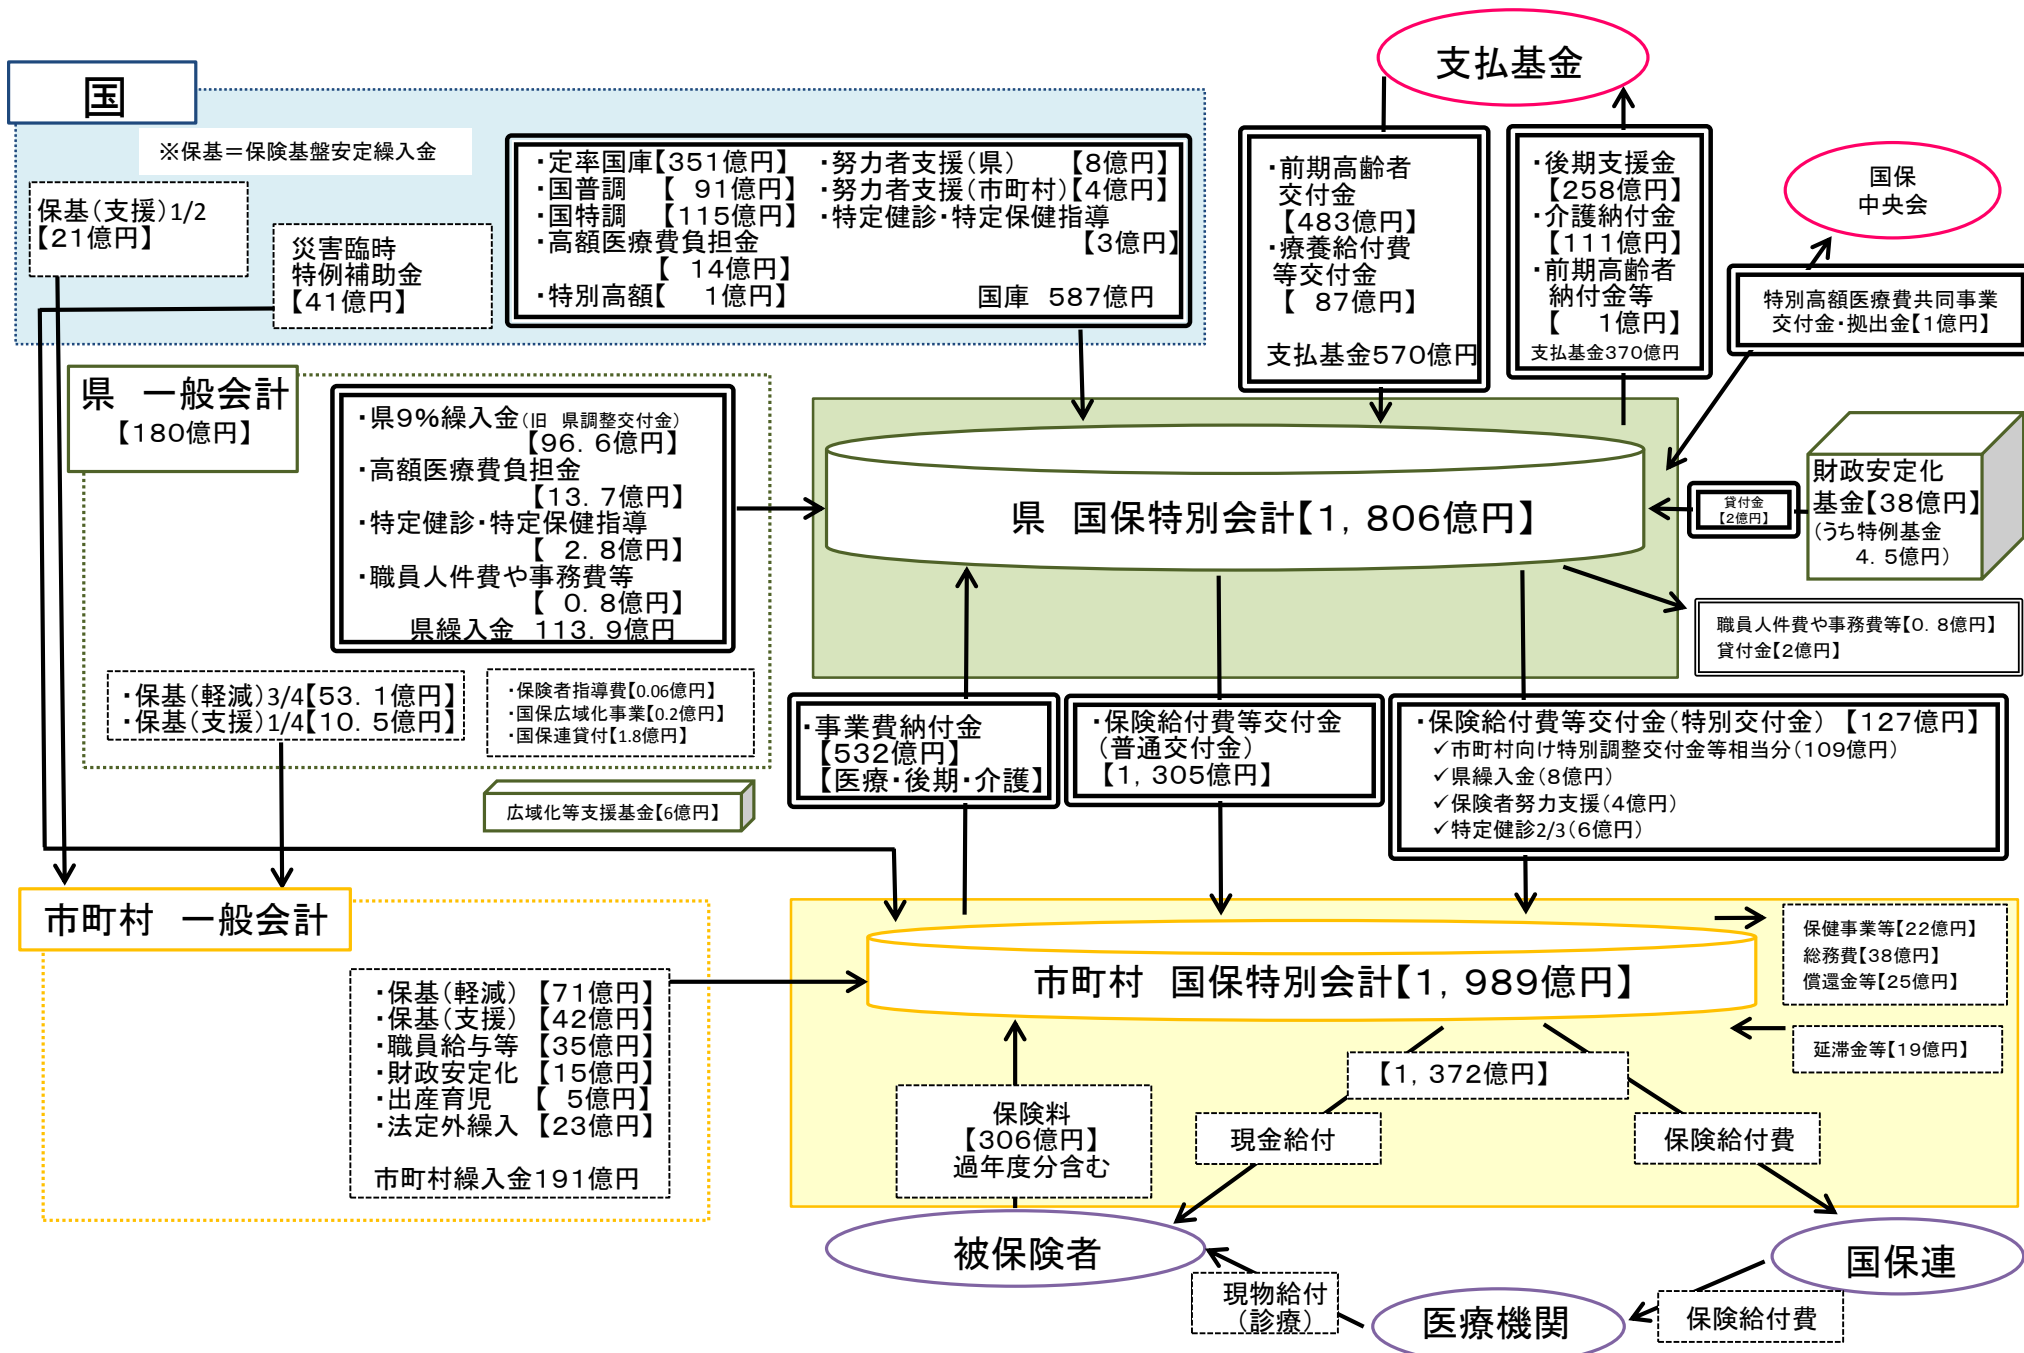 国
※保基＝保険基盤安定繰入金
保基（支援）1/2
【21億円】
災害臨時
特例補助金
【41億円】
・定率国庫【351億円】 ・努力者支援（県） 【8億円】
・国普調 【 91億円】 ・努力者支援（市町村）【4億円】
・国特調 【115億円】 ・特定健診・特定保健指導
・高額医療費負担金 【3億円】
【 14億円】
・特別高額【 1億円】 国庫 587億円
支払基金
・前期高齢者
交付金
【483億円】
・療養給付費
等交付金
【 87億円】
支払基金570億円
・後期支援金
【258億円】
・介護納付金
【111億円】
・前期高齢者
納付金等
【 1億円】
支払基金370億円
国保
中央会
特別高額医療費共同事業
交付金・拠出金【1億円】
県 一般会計
【180億円】
・県9％繰入金（旧 県調整交付金）
【96．6億円】
・高額医療費負担金
【13．7億円】
・特定健診・特定保健指導
【 2．8億円】
・職員人件費や事務費等
【 0．8億円】
県繰入金 113．9億円
県 国保特別会計【1，806億円】
貸付金
【2億円】
財政安定化
基金【38億円】
（うち特例基金
4．5億円）
職員人件費や事務費等【0．8億円】
貸付金【2億円】
・保基（軽減）3/4【53．1億円】
・保基（支援）1/4【10．5億円】
・保険者指導費【0.06億円】
・国保広域化事業【0.2億円】
・国保連貸付【1.8億円】
広域化等支援基金【6億円】
・事業費納付金
【532億円】
【医療・後期・介護】
・保険給付費等交付金
（普通交付金）
【1，305億円】
・保険給付費等交付金（特別交付金） 【127億円】
✓市町村向け特別調整交付金等相当分（109億円）
✓県繰入金（8億円）
✓保険者努力支援（4億円）
✓特定健診2/3（6億円）
市町村 一般会計
・保基（軽減） 【71億円】
・保基（支援） 【42億円】
・職員給与等 【35億円】
・財政安定化 【15億円】
・出産育児 【 5億円】
・法定外繰入 【23億円】
市町村繰入金191億円
市町村 国保特別会計【1，989億円】
保健事業等【22億円】
総務費【38億円】
償還金等【25億円】
延滞金等【19億円】
【1，372億円】
保険料
【306億円】
過年度分含む
現金給付
保険給付費
被保険者
国保連
現物給付
（診療）
医療機関
保険給付費